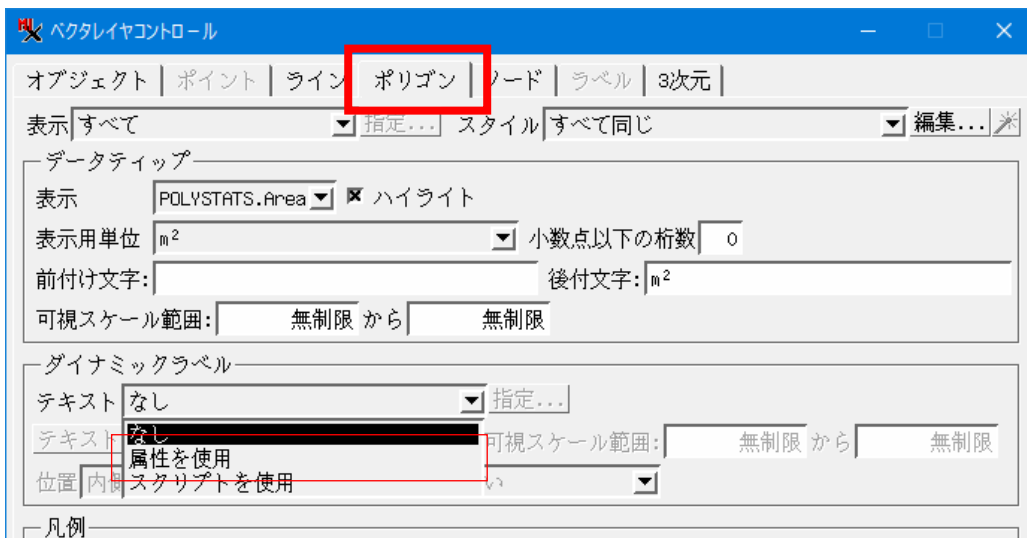 ベクタレイヤコントロール
オブジェクト ポイント ライン ポリゴン ノード ラベル 3次元
表示 すべて 指定... スタイル すべて同じ 編集...
データティップ
表示 POLYSTATS.Area ハイライト
表示用単位 m² 小数点以下の桁数 0
前付け文字: 後付文字: m²
可視スケール範囲: 無制限 から 無制限
ダイナミックラベル
テキスト なし 指定...
テキスト なし 可視スケール範囲: 無制限 から 無制限
属性を使用
位置 内側 スクリプトを使用 い
凡例